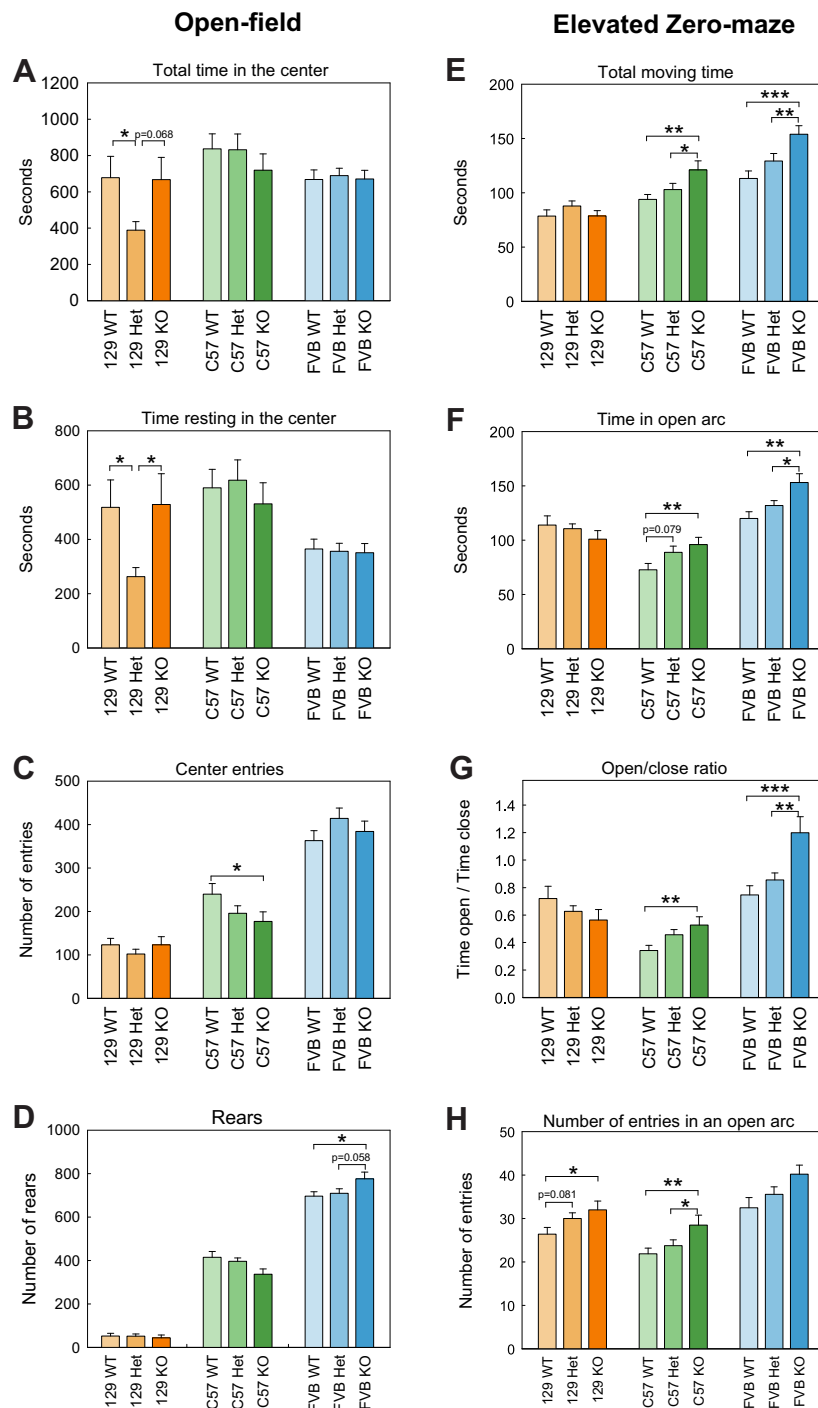 Open-field
Elevated Zero-maze
A
Total time in the center
1200
1000
800
600
400
200
0
Seconds
*
p=0.068
129 WT
129 Het
129 KO
C57 WT
C57 Het
C57 KO
FVB WT
FVB Het
FVB KO
E
Total moving time
200
150
100
50
0
Seconds
**
*
***
**
129 WT
129 Het
129 KO
C57 WT
C57 Het
C57 KO
FVB WT
FVB Het
FVB KO
B
Time resting in the center
800
600
400
200
0
Seconds
*
*
129 WT
129 Het
129 KO
C57 WT
C57 Het
C57 KO
FVB WT
FVB Het
FVB KO
F
Time in open arc
200
150
100
50
0
Seconds
**
p=0.079
**
*
129 WT
129 Het
129 KO
C57 WT
C57 Het
C57 KO
FVB WT
FVB Het
FVB KO
C
Center entries
500
400
300
200
100
0
Number of entries
*
129 WT
129 Het
129 KO
C57 WT
C57 Het
C57 KO
FVB WT
FVB Het
FVB KO
G
Open/close ratio
1.4
1.2
1.0
0.8
0.6
0.4
0.2
0.0
Time open / Time close
**
***
**
129 WT
129 Het
129 KO
C57 WT
C57 Het
C57 KO
FVB WT
FVB Het
FVB KO
D
Rears
1000
800
600
400
200
0
Number of rears
*
p=0.058
129 WT
129 Het
129 KO
C57 WT
C57 Het
C57 KO
FVB WT
FVB Het
FVB KO
H
Number of entries in an open arc
50
40
30
20
10
0
Number of entries
*
p=0.081
**
*
129 WT
129 Het
129 KO
C57 WT
C57 Het
C57 KO
FVB WT
FVB Het
FVB KO